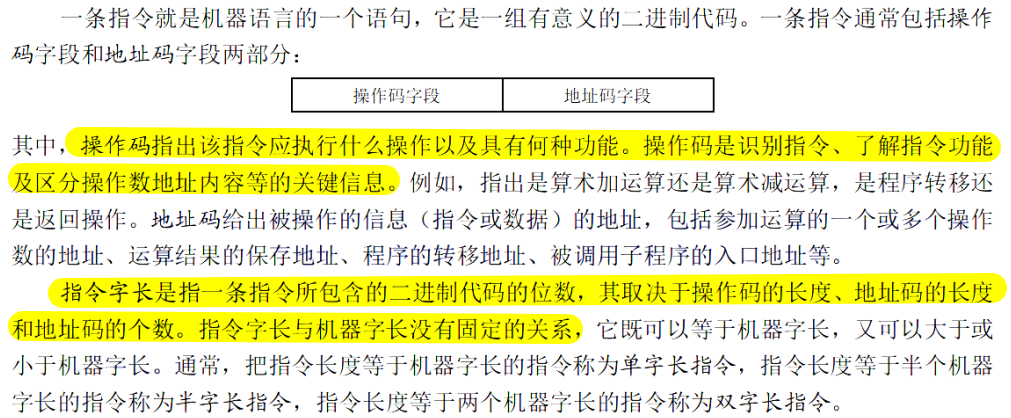 一条指令就是机器语言的一个语句，它是一组有意义的二进制代码。一条指令通常包括操作
码字段和地址码字段两部分：
操作码字段 地址码字段
其中，操作码指出该指令应执行什么操作以及具有何种功能。操作码是识别指令、了解指令功能
及区分操作数地址内容等的关键信息。例如，指出是算术加运算还是算术减运算，是程序转移还
是返回操作。地址码给出被操作的信息（指令或数据）的地址，包括参加运算的一个或多个操作
数的地址、运算结果的保存地址、程序的转移地址、被调用子程序的入口地址等。
指令字长是指一条指令所包含的二进制代码的位数，其取决于操作码的长度、地址码的长度
和地址码的个数。指令字长与机器字长没有固定的关系，它既可以等于机器字长，又可以大于或
小于机器字长。通常，把指令长度等于机器字长的指令称为单字长指令，指令长度等于半个机器
字长的指令称为半字长指令，指令长度等于两个机器字长的指令称为双字长指令。